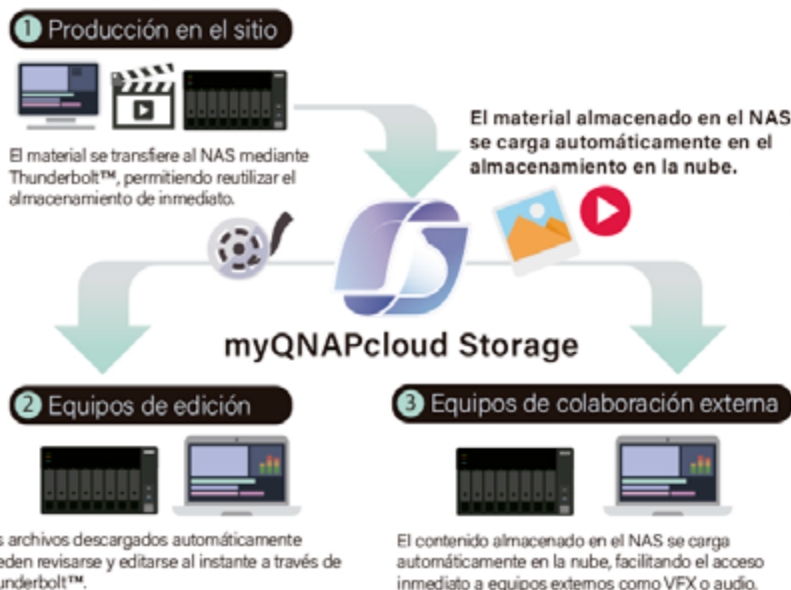 1 Producción en el sitio
El material se transfiere al NAS mediante
Thunderbolt™, permitiendo reutilizar el
almacenamiento de inmediato.
El material almacenado en el NAS
se carga automáticamente en el
almacenamiento en la nube.
myQNAPcloud Storage
2 Equipos de edición
s archivos descargados automáticamente
eden revisarse y editarse al instante a través de
underbolt™.
3 Equipos de colaboración externa
El contenido almacenado en el NAS se carga
automáticamente en la nube, facilitando el acceso
inmediato a equipos externos como VFX o audio.